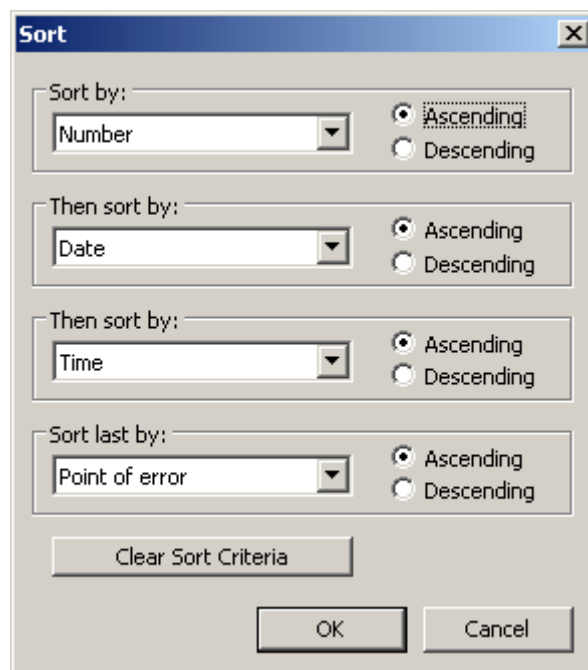 Sort
Sort by:
Number
Ascending
Descending
Then sort by:
Date
Ascending
Descending
Then sort by:
Time
Ascending
Descending
Sort last by:
Point of error
Ascending
Descending
Clear Sort Criteria
OK Cancel